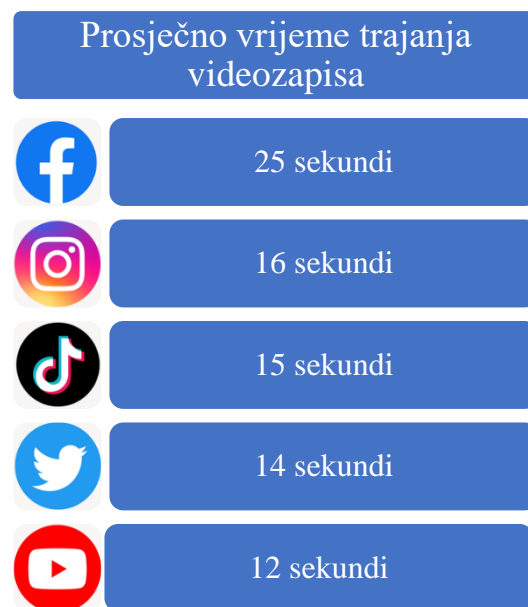 Prosječno vrijeme trajanja
videozapisa
25 sekundi
16 sekundi
15 sekundi
14 sekundi
12 sekundi